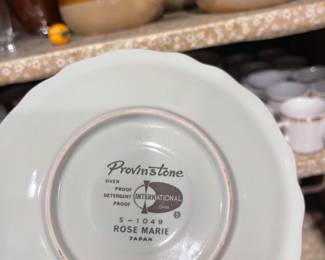 Provinstone
OVEN
PROOF
DETERGENT
PROOF
INTERNATIONAL
S-1049
ROSE MARIE
JAPAN